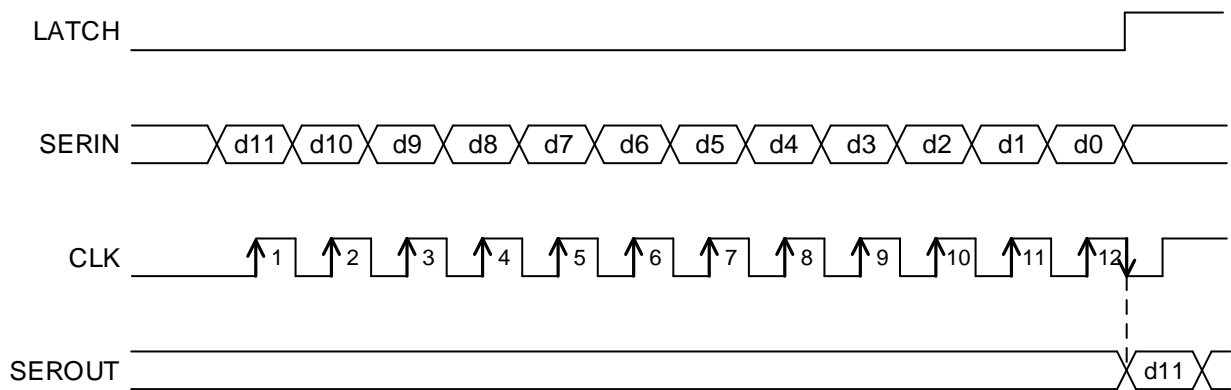 LATCH
SERIN d11 d10 d9 d8 d7 d6 d5 d4 d3 d2 d1 d0
CLK 1 2 3 4 5 6 7 8 9 10 11 12
SEROUT d11